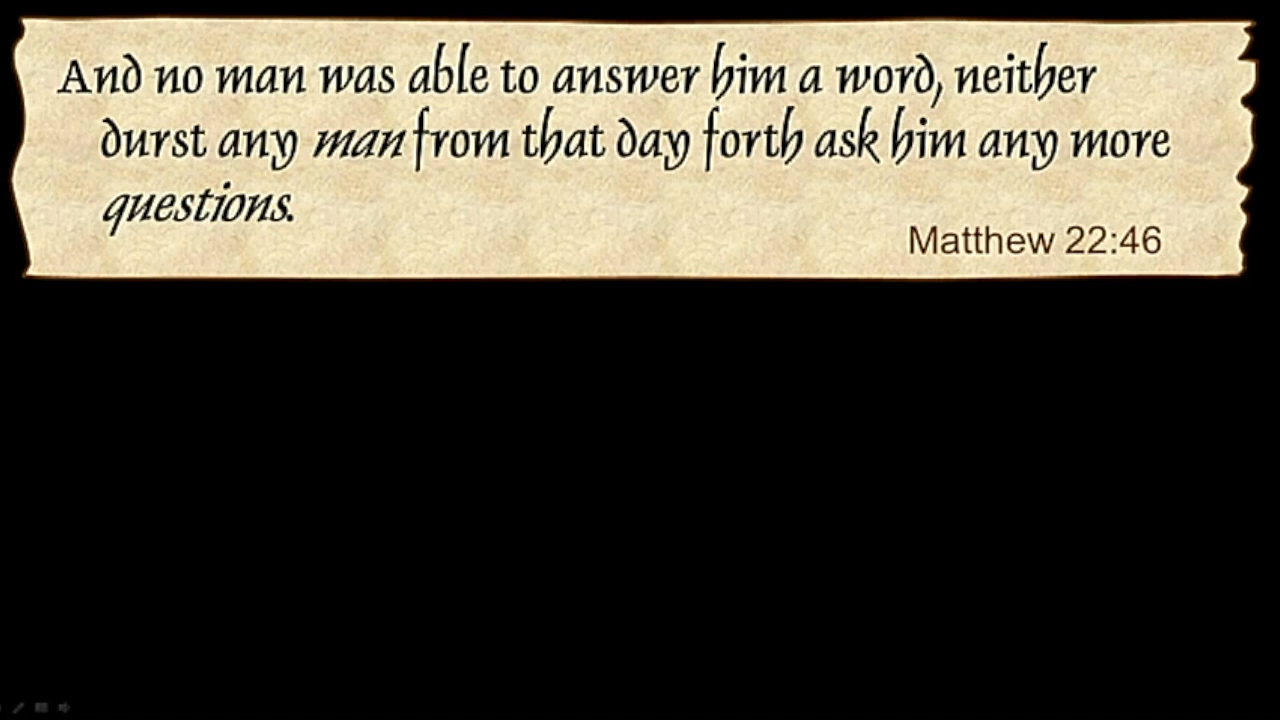 And no man was able to answer him a word, neither
durst any man from that day forth ask him any more
questions.
Matthew 22:46